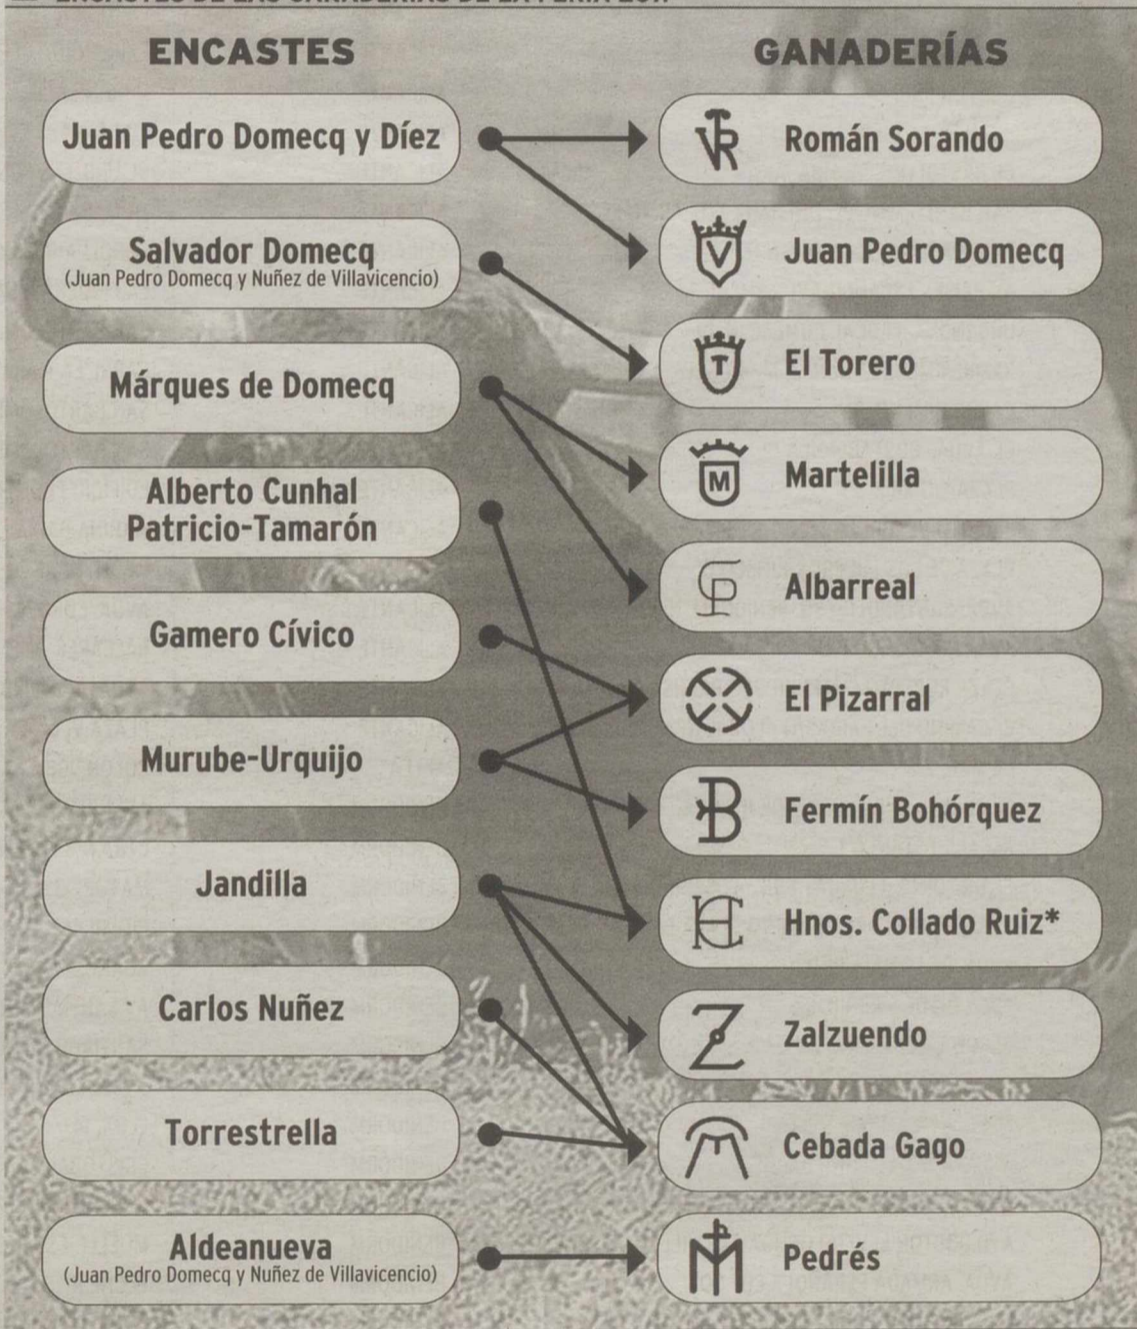 ENCASTES
GANADERÍAS
Juan Pedro Domecq y Díez
Román Sorando
Juan Pedro Domecq
Salvador Domecq
(Juan Pedro Domecq y Nuñez de Villavicencio)
El Torero
Márques de Domecq
Martelilla
Alberto Cunhal
Patricio-Tamarón
Albarreal
Gamero Cívico
El Pizarral
Murube-Urquijo
Fermín Bohórquez
Jandilla
Hnos. Collado Ruiz*
Carlos Nuñez
Zalzuendo
Torrestrella
Cebada Gago
Aldeanueva
(Juan Pedro Domecq y Nuñez de Villavicencio)
Pedrés